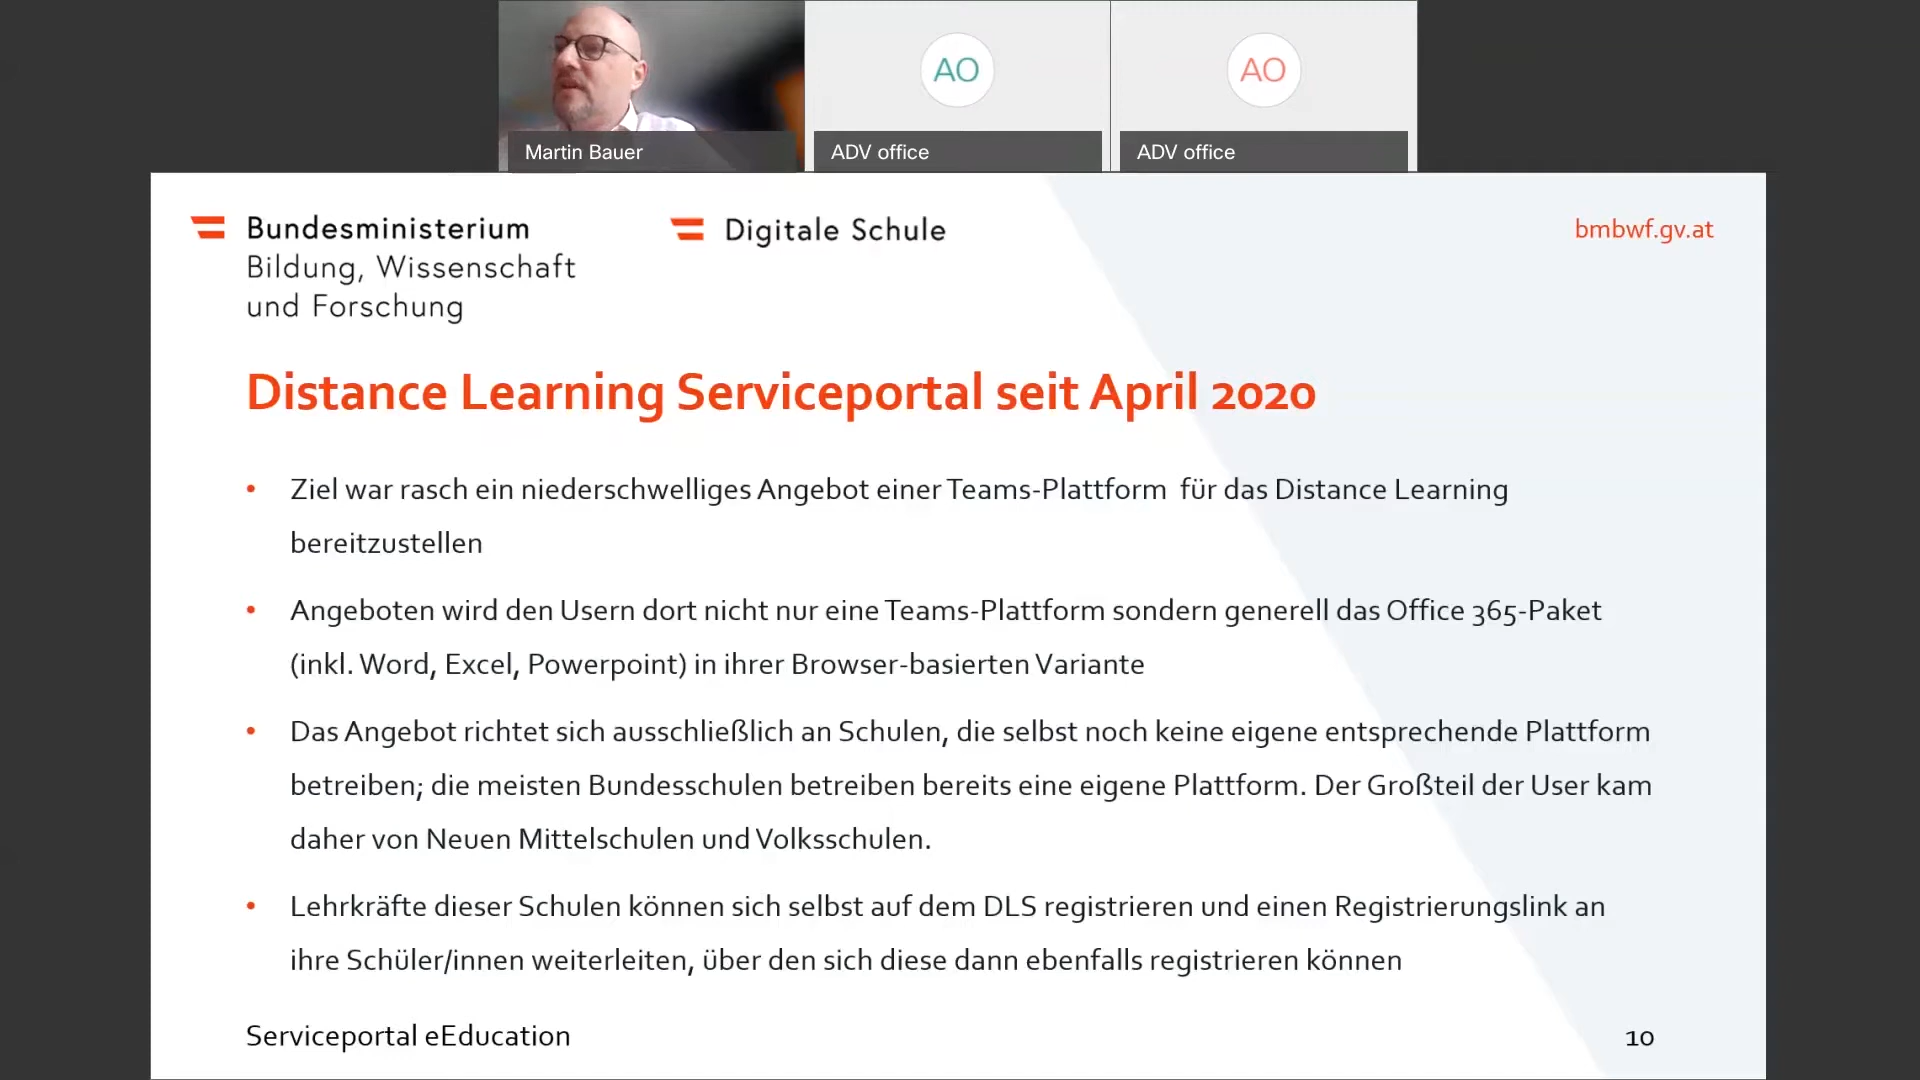 AO
AO
Martin Bauer
ADV office
ADV office
Bundesministerium
Bildung, Wissenschaft
und Forschung
Digitale Schule
bmbwf.gv.at
Distance Learning Serviceportal seit April 2020
• Ziel war rasch ein niederschwelliges Angebot einer Teams-Plattform für das Distance Learning
bereitzustellen
• Angeboten wird den Usern dort nicht nur eine Teams-Plattform sondern generell das Office 365-Paket
(inkl. Word, Excel, Powerpoint) in ihrer Browser-basierten Variante
• Das Angebot richtet sich ausschließlich an Schulen, die selbst noch keine eigene entsprechende Plattform
betreiben; die meisten Bundesschulen betreiben bereits eine eigene Plattform. Der Großteil der User kam
daher von Neuen Mittelschulen und Volksschulen.
• Lehrkräfte dieser Schulen können sich selbst auf dem DLS registrieren und einen Registrierungslink an
ihre Schüler/innen weiterleiten, über den sich diese dann ebenfalls registrieren können
Serviceportal eEducation
10